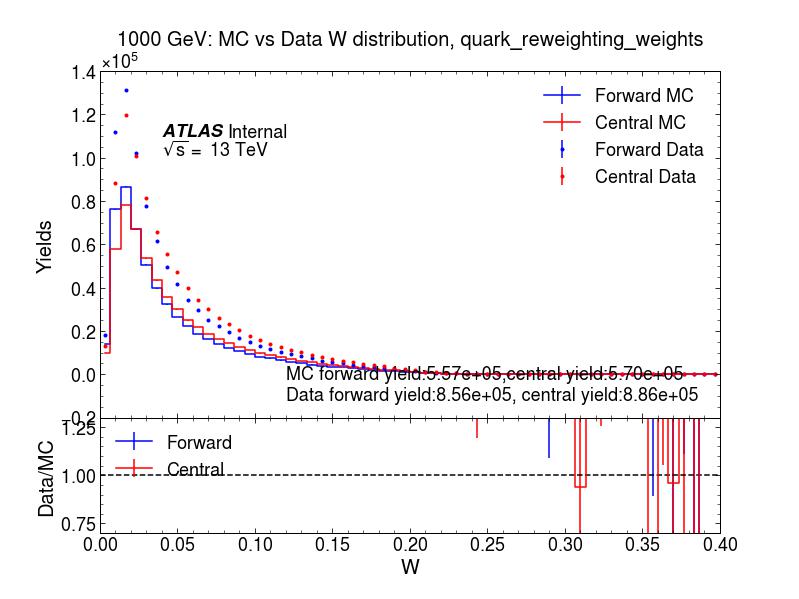 1000 GeV: MC vs Data W distribution, quark_reweighting_weights
×10⁵
1.4
1.2
1.0
0.8
0.6
0.4
0.2
0.0
0.2
Yields
ATLAS Internal
√s = 13 TeV
Forward MC
Central MC
Forward Data
Central Data
MC forward yield:5.57e+05,central yield:5.70e+05
Data forward yield:8.56e+05, central yield:8.86e+05
1.25
1.00
0.75
Data/MC
Forward
Central
0.00 0.05 0.10 0.15 0.20 0.25 0.30 0.35 0.40
W